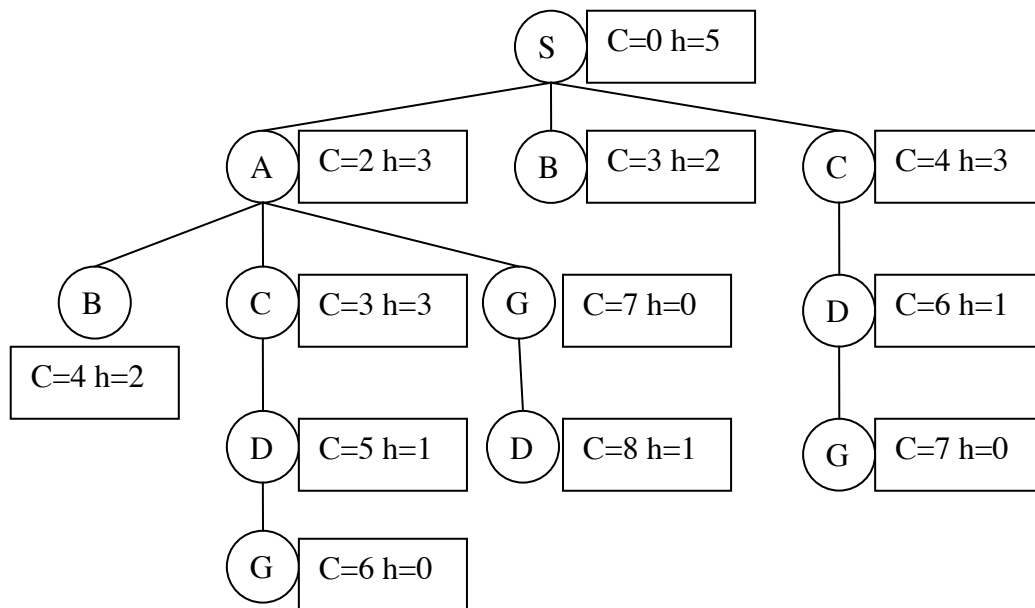 S
C=0 h=5
A
C=2 h=3
B
C=3 h=2
C
C=4 h=3
B
C
C=3 h=3
G
C=7 h=0
D
C=6 h=1
C=4 h=2
D
C=5 h=1
D
C=8 h=1
G
C=7 h=0
G
C=6 h=0